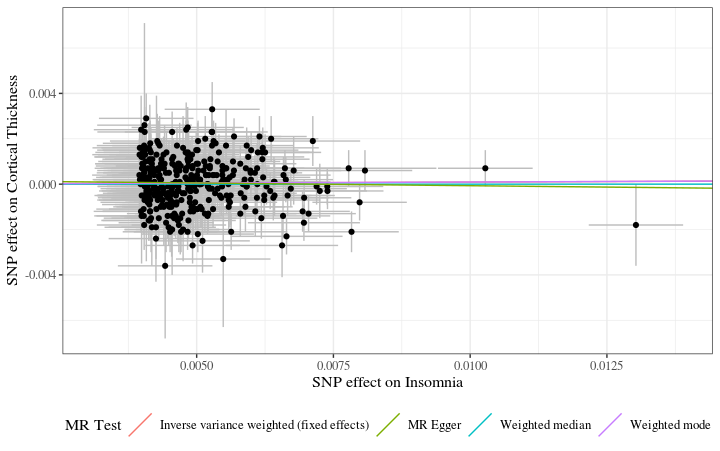 SNP effect on Cortical Thickness
0.004
0.000
-0.004
0.0050 0.0075 0.0100 0.0125
SNP effect on Insomnia
MR Test Inverse variance weighted (fixed effects) MR Egger Weighted median Weighted mode